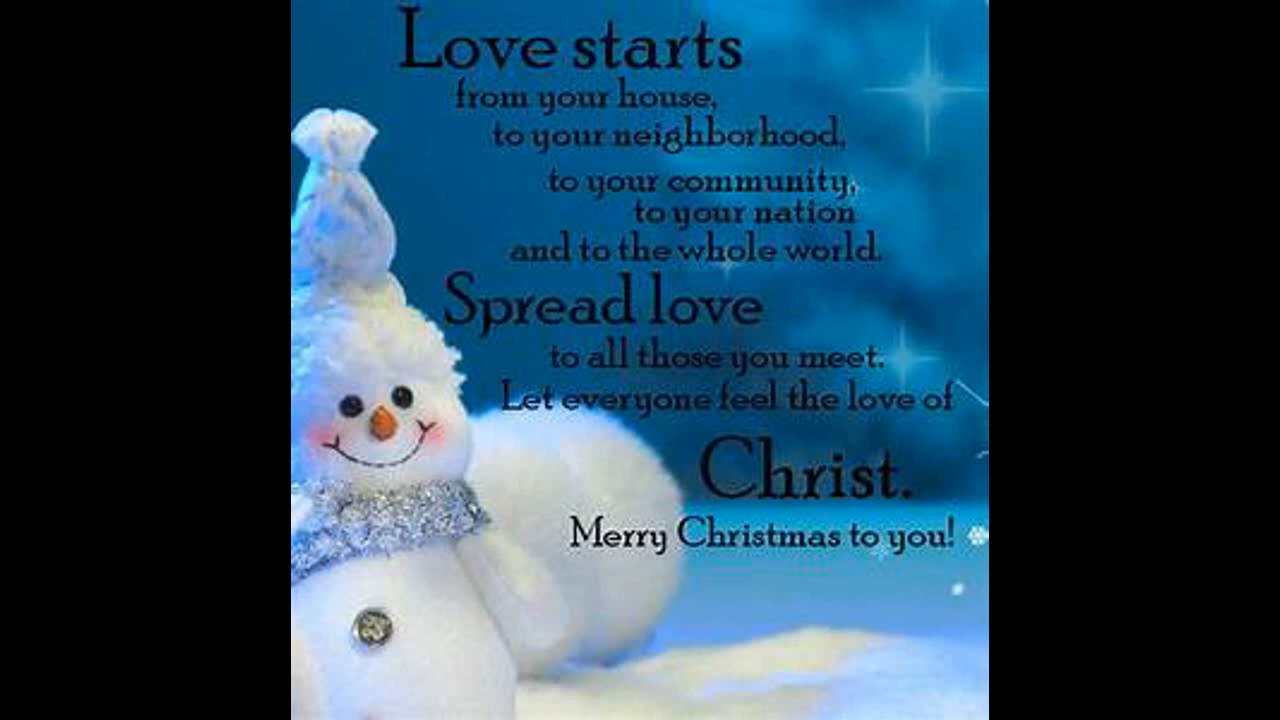 Love starts
from your house,
to your neighborhood,
to your community,
to your nation
and to the whole world.
Spread love
to all those you meet.
Let everyone feel the love of
Christ.
Merry Christmas to you!